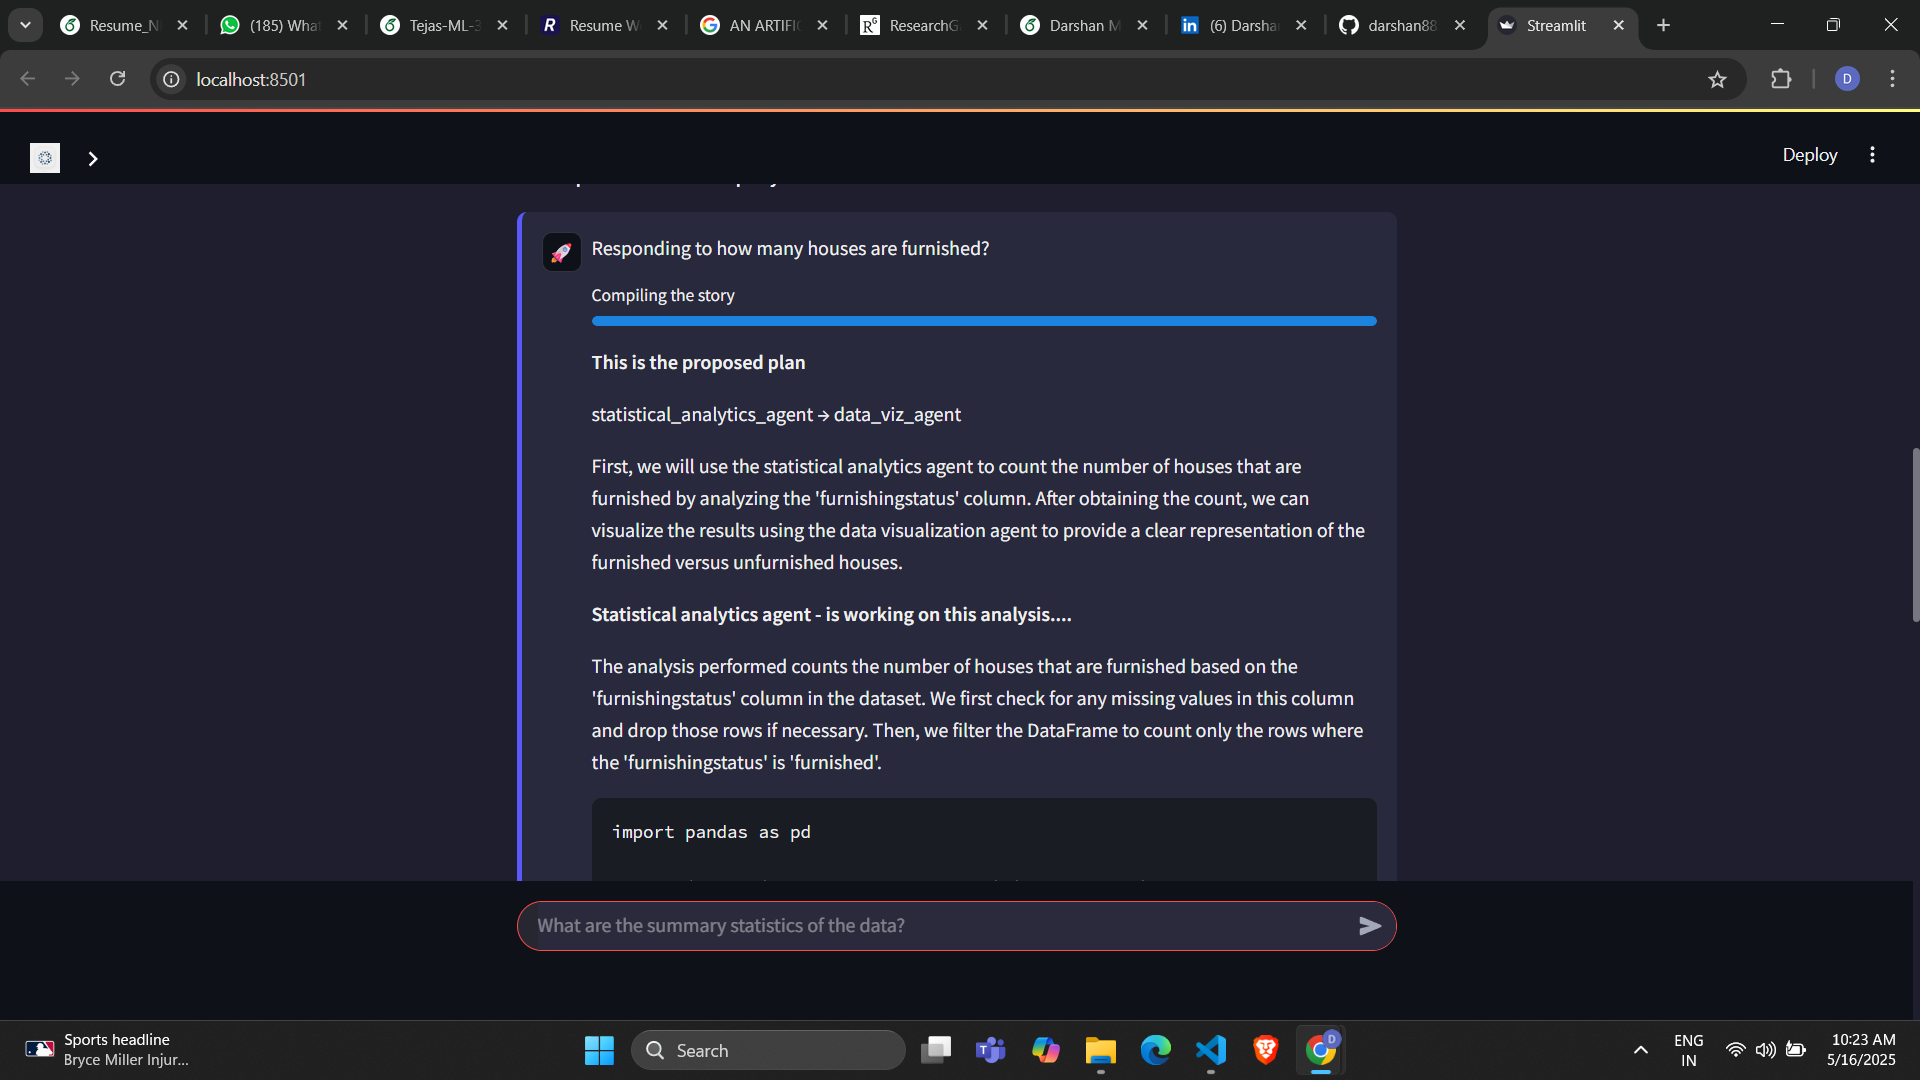 Resume_N
(185) What
Tejas-ML-3
Resume W
AN ARTIFIC
ResearchG
Darshan M
(6) Darshan
darshan88
Streamlit
localhost:8501
D
Deploy
Responding to how many houses are furnished?
Compiling the story
This is the proposed plan
statistical_analytics_agent → data_viz_agent
First, we will use the statistical analytics agent to count the number of houses that are
furnished by analyzing the 'furnishingstatus' column. After obtaining the count, we can
visualize the results using the data visualization agent to provide a clear representation of the
furnished versus unfurnished houses.
Statistical analytics agent - is working on this analysis....
The analysis performed counts the number of houses that are furnished based on the
'furnishingstatus' column in the dataset. We first check for any missing values in this column
and drop those rows if necessary. Then, we filter the DataFrame to count only the rows where
the 'furnishingstatus' is 'furnished'.
import pandas as pd
What are the summary statistics of the data?
Sports headline
Bryce Miller Injur...
Search
ENG
IN
10:23 AM
5/16/2025